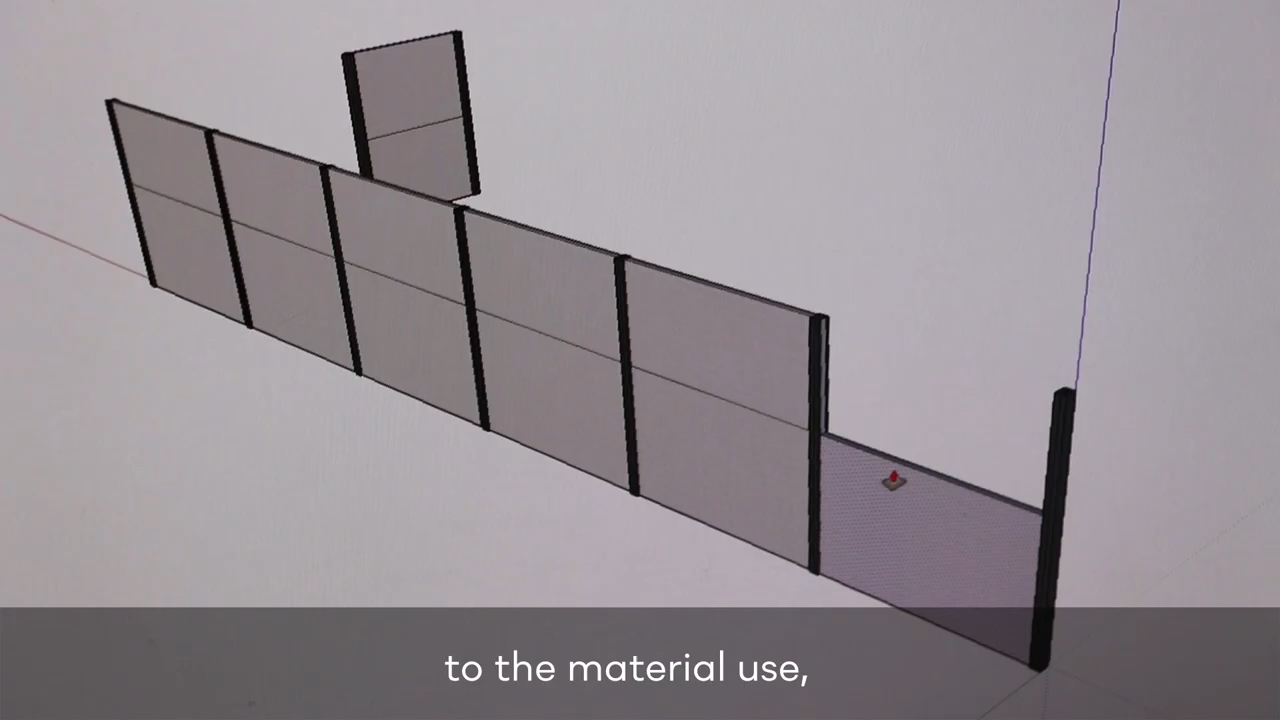 to the material use,